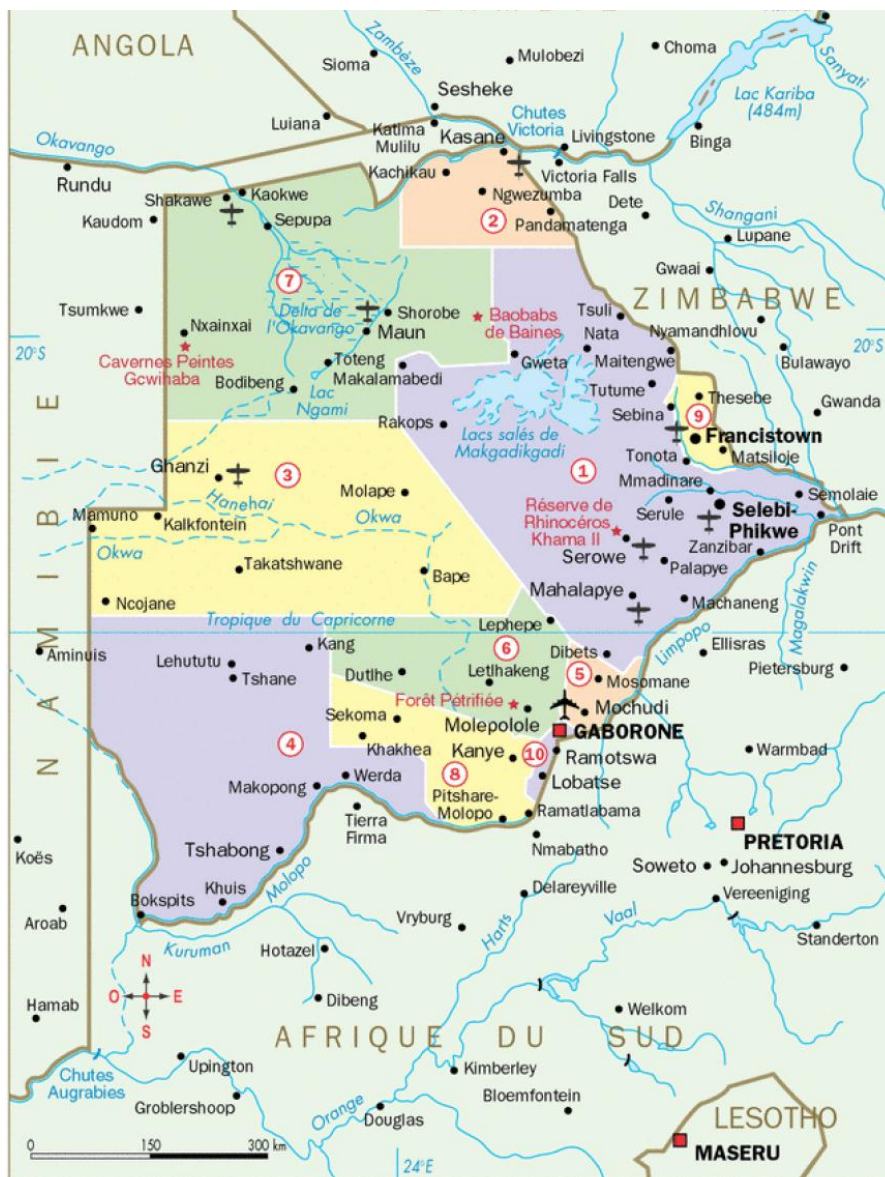 ANGOLA
Zambèze
Mulobezi
Choma
Sioma
Sanyati
Sesheke
Lac Kariba
(484m)
Luiana
Katima
Mulilu
Kasane
Chutes
Victoria
Livingstone
Binga
Okavango
Rundu
Kachikau
Victoria Falls
Shakawe
Kaokwe
Ngwezumba
Dete
Shangani
Kaudom
Sepupa
2
Pandamatenga
Lupane
Gwaai
7
ZIMBABWE
Tsumkwe
Delta de
l'Okavango
Shorobe
Baobabs
de Baines
Tsuli
Nxainxai
Maun
Nata
Nyamandhlovu
20°S
Cavernes Peintes
Gcwihaba
Toteng
Makalamabedi
Gweta
Maitengwe
Bulawayo
20°S
Bodibeng
Lac
Ngami
Tutume
Thesebe
Sebina
9
Gwanda
Rakops
Lacs salés de
Makgadikgadi
Francistown
Ghanzi
3
1
Tonota
Matsiloje
Hanehai
Molape
Mmadinare
Semolaie
Mamuno
Kalkfontein
Okwa
Réserve de
Rhinocéros
Khama II
Serule
Selebi-
Phikwe
Okwa
Serowe
Zanzibar
Pont
Drift
Takatshwane
Bape
Palapye
Ncojane
Mahalapye
Machaneng
Magalakwin
Tropique du Capricorne
Lephepe
Limpopo
NAMIBIE
Aminuis
Kang
6
Dibets
Ellisras
Lehututu
Tshane
Dutlhe
Letlhakeng
5
Mosomane
Pietersburg
Forêt Pétrifiée
Mochudi
Sekoma
Molepolole
GABORONE
4
Khakhea
Kanye
10
Ramotswa
Warmbad
8
Lobatse
Makopong
Werda
Pitshare-
Molopo
Ramatlabama
Tierra
Firma
PRETORIA
Koës
Tshabong
Nmabatho
Soweto
Johannesburg
Khuis
Molopo
Delareyville
Vereeniging
Bokspits
Aroab
Vryburg
Harts
Vaal
Kuruman
Hotazel
Standerton
N
O
E
S
Dibeng
Hamab
Welkom
AFRIQUE DU SUD
Chutes
Augrabies
Upington
Kimberley
Groblershoop
Bloemfontein
Orange
Douglas
LESOTHO
0
150
300 km
24°E
MASERU